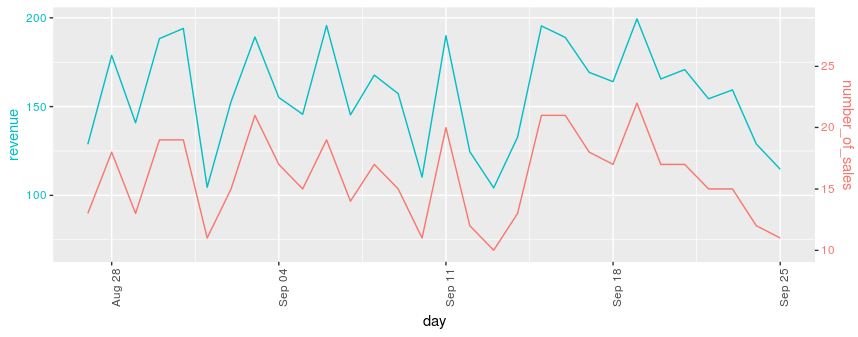 200
150
100
revenue
25
20
15
10
number_of_sales
Aug 28
Sep 04
Sep 11
Sep 18
Sep 25
day